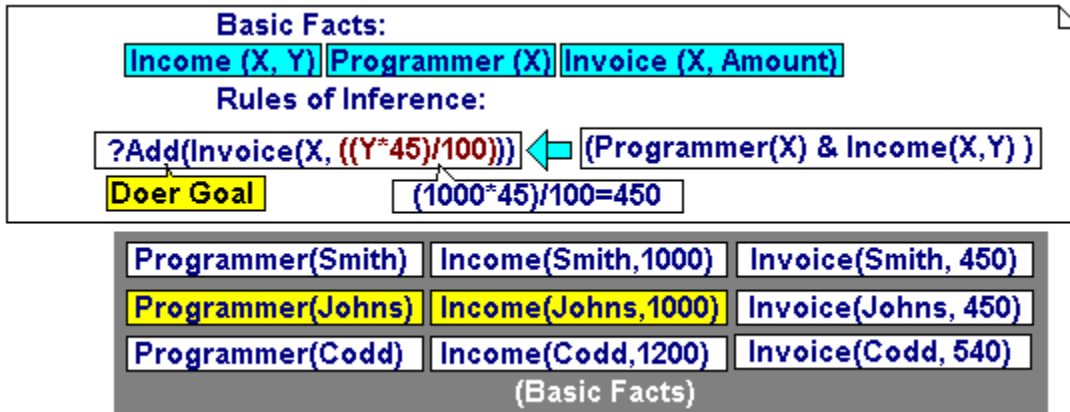 Basic Facts:
Income (X, Y) Programmer (X) Invoice (X, Amount)
Rules of Inference:
?Add(Invoice(X, ((Y*45)/100))) (Programmer(X) & Income(X,Y) )
Doer Goal (1000*45)/100=450
Programmer(Smith) Income(Smith,1000) Invoice(Smith, 450)
Programmer(Johns) Income(Johns,1000) Invoice(Johns, 450)
Programmer(Codd) Income(Codd,1200) Invoice(Codd, 540)
(Basic Facts)